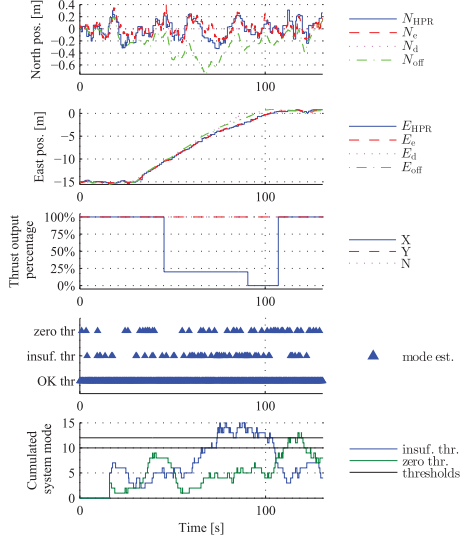 0.4
0.2
0
−0.2
−0.4
−0.6
North pos. [m]
0
100
N_HPR
N_e
N_d
N_off
0
−5
−10
−15
East pos. [m]
0
100
E_HPR
E_e
E_d
E_off
100%
75%
50%
25%
0%
Thrust output percentage
0
100
X
Y
N
zero thr
insuf. thr
OK thr
0
100
mode est.
15
10
5
0
Cumulated system mode
0
100
Time [s]
insuf. thr.
zero thr.
thresholds